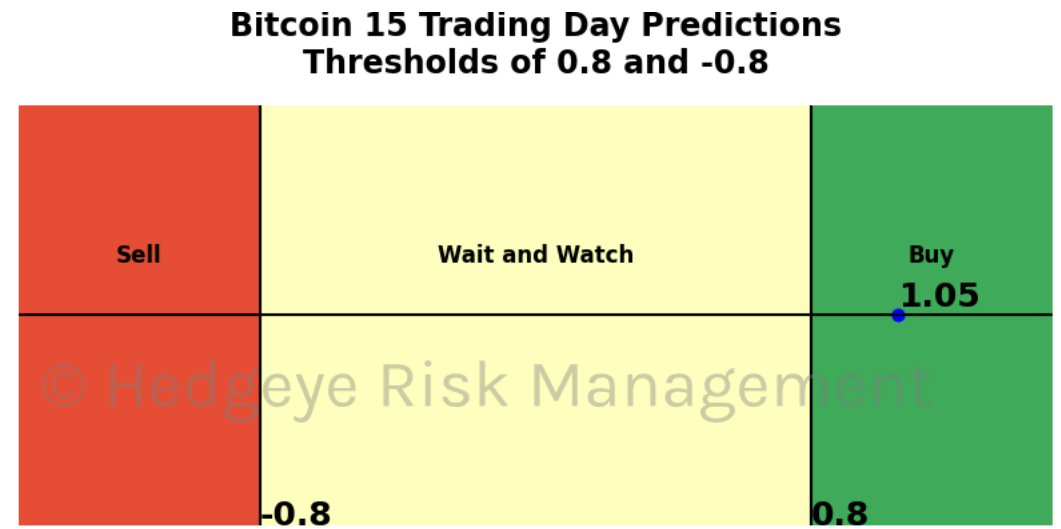 Bitcoin 15 Trading Day Predictions
Thresholds of 0.8 and -0.8
Sell
Wait and Watch
Buy
1.05
© Hedgeye Risk Management
-0.8
0.8